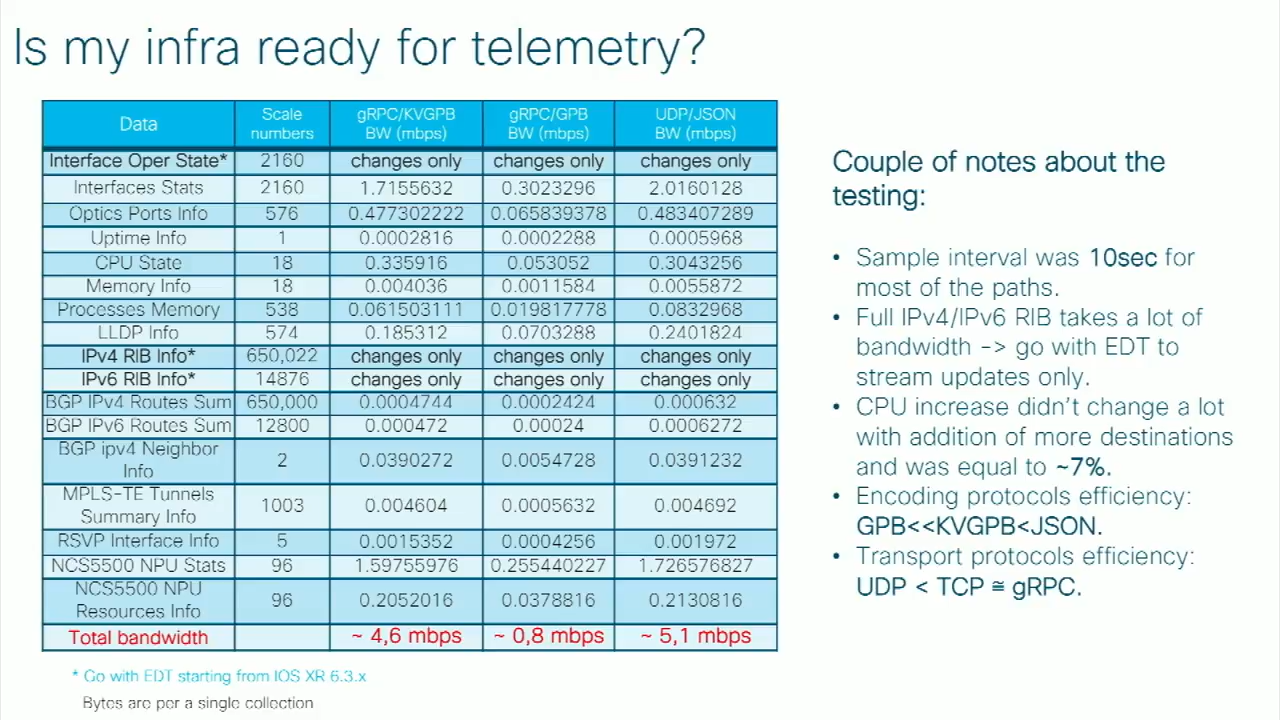 Is my infra ready for telemetry?
Data Scale numbers gRPC/KVGPB BW (mbps) gRPC/GPB BW (mbps) UDP/JSON BW (mbps)
Interface Oper State* 2160 changes only changes only changes only
Interfaces Stats 2160 1.7155632 0.3023296 2.0160128
Optics Ports Info 576 0.477302222 0.065839378 0.483407289
Uptime Info 1 0.0002816 0.0002288 0.0005968
CPU State 18 0.335916 0.053052 0.3043256
Memory Info 18 0.004036 0.0011584 0.0055872
Processes Memory 538 0.061503111 0.019817778 0.0832968
LLDP Info 574 0.185312 0.0703288 0.2401824
IPv4 RIB Info* 650,022 changes only changes only changes only
IPv6 RIB Info* 14876 changes only changes only changes only
BGP IPv4 Routes Sum 650,000 0.0004744 0.0002424 0.000632
BGP IPv6 Routes Sum 12800 0.000472 0.00024 0.0006272
BGP ipv4 Neighbor Info 2 0.0390272 0.0054728 0.0391232
MPLS-TE Tunnels Summary Info 1003 0.004604 0.0005632 0.004692
RSVP Interface Info 5 0.0015352 0.0004256 0.001972
NCS5500 NPU Stats 96 1.59755976 0.255440227 1.726576827
NCS5500 NPU Resources Info 96 0.2052016 0.0378816 0.2130816
Total bandwidth ~ 4,6 mbps ~ 0,8 mbps ~ 5,1 mbps
* Go with EDT starting from IOS XR 6.3.x
Bytes are per a single collection
Couple of notes about the
testing:
• Sample interval was 10sec for
most of the paths.
• Full IPv4/IPv6 RIB takes a lot of
bandwidth -> go with EDT to
stream updates only.
• CPU increase didn't change a lot
with addition of more destinations
and was equal to ~7%.
• Encoding protocols efficiency:
GPB<<KVGPB<JSON.
• Transport protocols efficiency:
UDP < TCP ≅ gRPC.